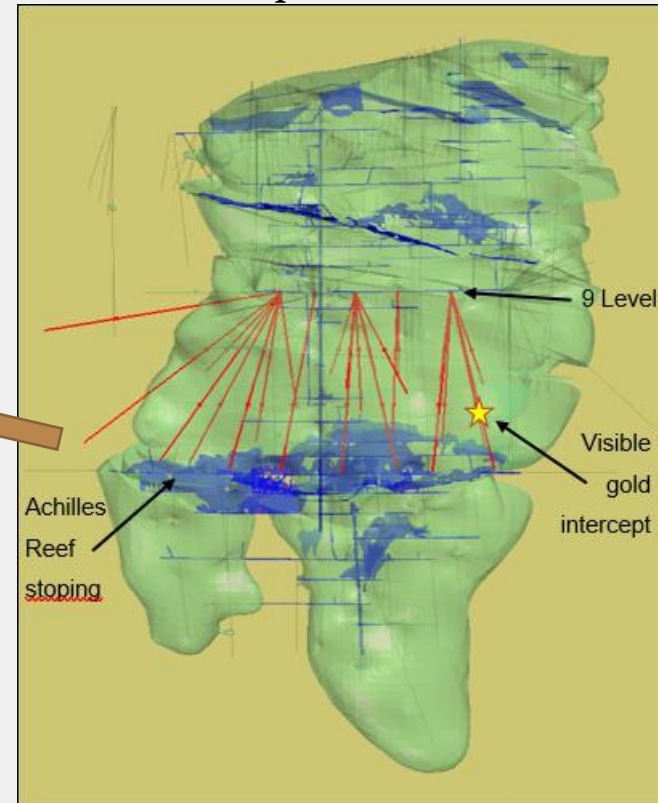 9 Level
Visible
gold
intercept
Achilles
Reef
stoping